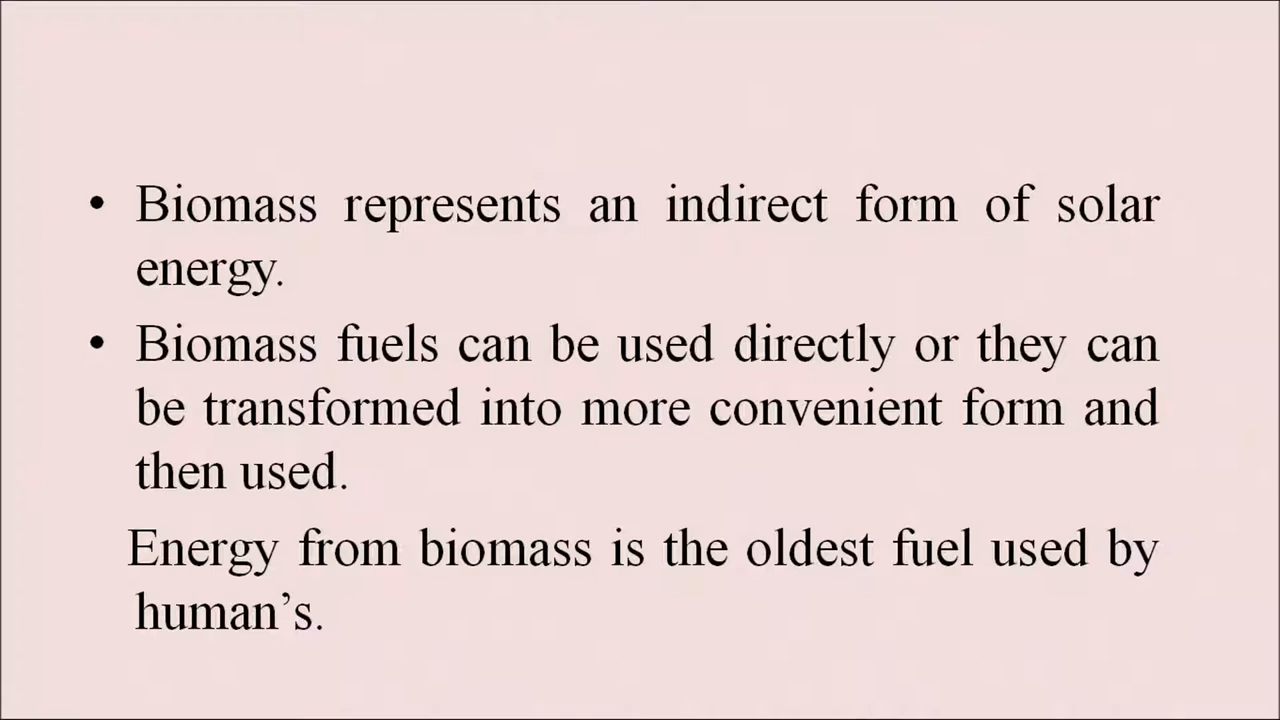 • Biomass represents an indirect form of solar
energy.
• Biomass fuels can be used directly or they can
be transformed into more convenient form and
then used.
Energy from biomass is the oldest fuel used by
human’s.